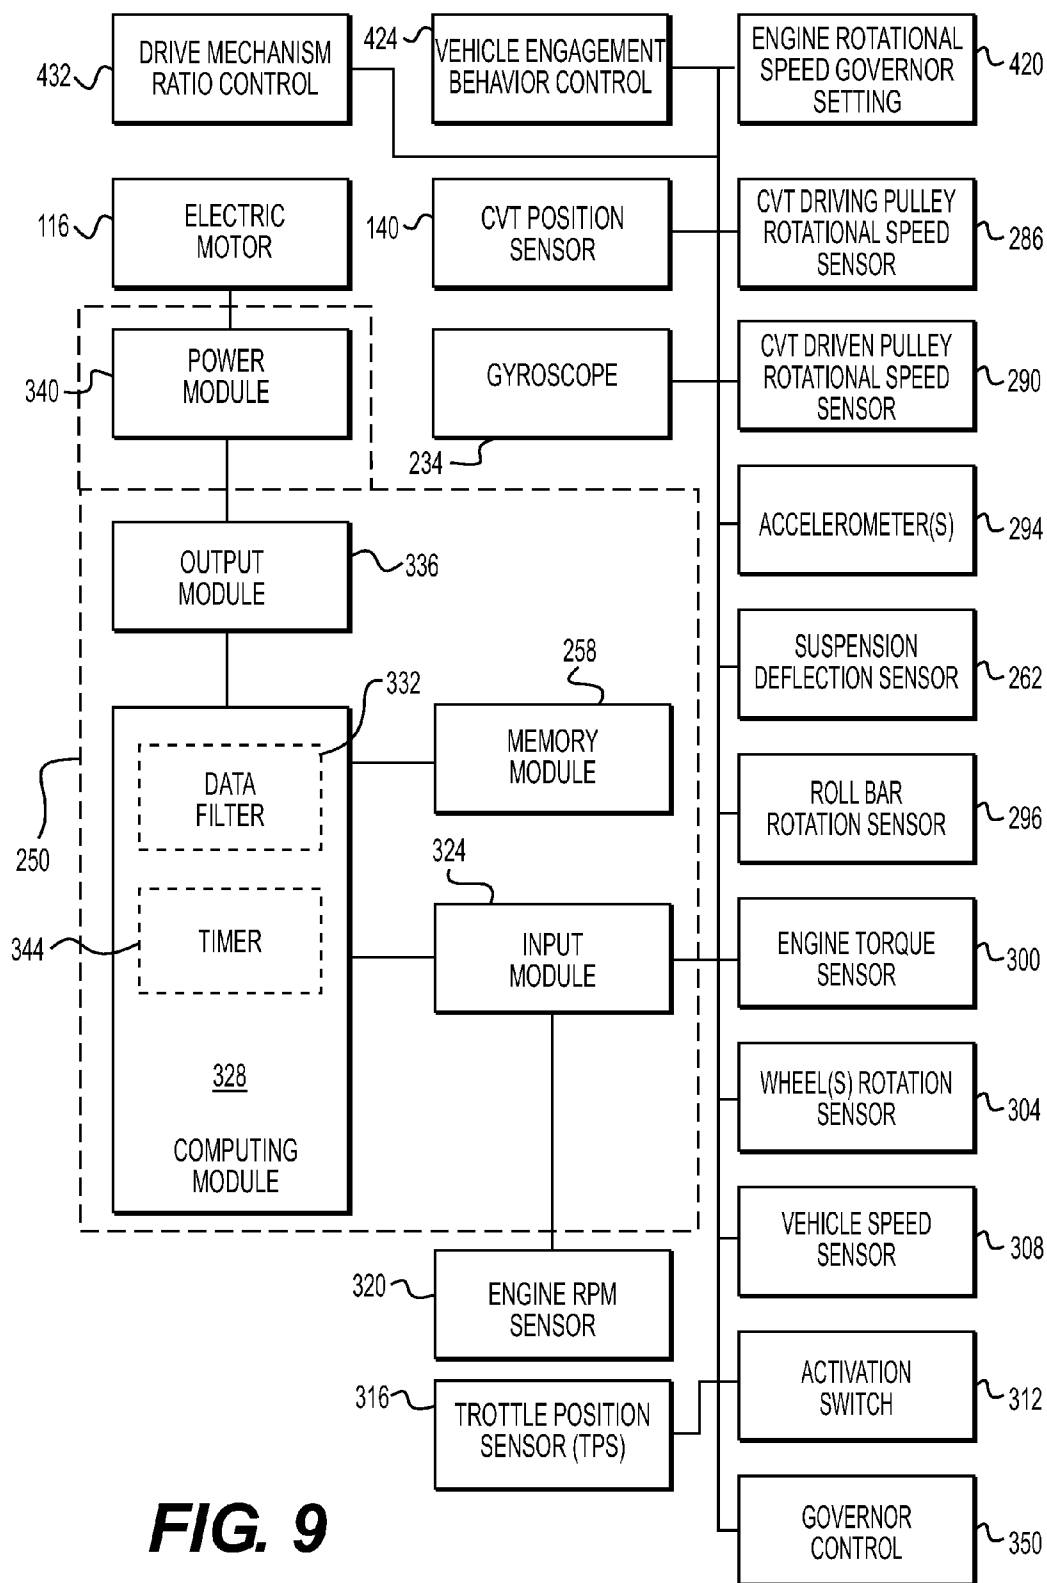 432
DRIVE MECHANISM
RATIO CONTROL
424
VEHICLE ENGAGEMENT
BEHAVIOR CONTROL
ENGINE ROTATIONAL
SPEED GOVERNOR
SETTING
420
116
ELECTRIC
MOTOR
140
CVT POSITION
SENSOR
CVT DRIVING PULLEY
ROTATIONAL SPEED
SENSOR
286
340
POWER
MODULE
GYROSCOPE
234
CVT DRIVEN PULLEY
ROTATIONAL SPEED
SENSOR
290
ACCELEROMETER(S)
294
OUTPUT
MODULE
336
SUSPENSION
DEFLECTION SENSOR
262
250
332
DATA
FILTER
258
MEMORY
MODULE
ROLL BAR
ROTATION SENSOR
296
344
TIMER
324
INPUT
MODULE
ENGINE TORQUE
SENSOR
300
328
COMPUTING
MODULE
WHEEL(S) ROTATION
SENSOR
304
VEHICLE SPEED
SENSOR
308
320
ENGINE RPM
SENSOR
ACTIVATION
SWITCH
312
316
TROTTLE POSITION
SENSOR (TPS)
GOVERNOR
CONTROL
350
FIG. 9